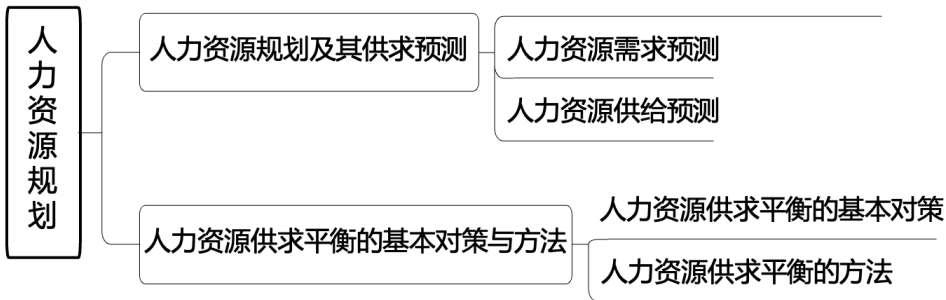 人力资源规划
人力资源规划及其供求预测
人力资源需求预测
人力资源供给预测
人力资源供求平衡的基本对策与方法
人力资源供求平衡的基本对策
人力资源供求平衡的方法